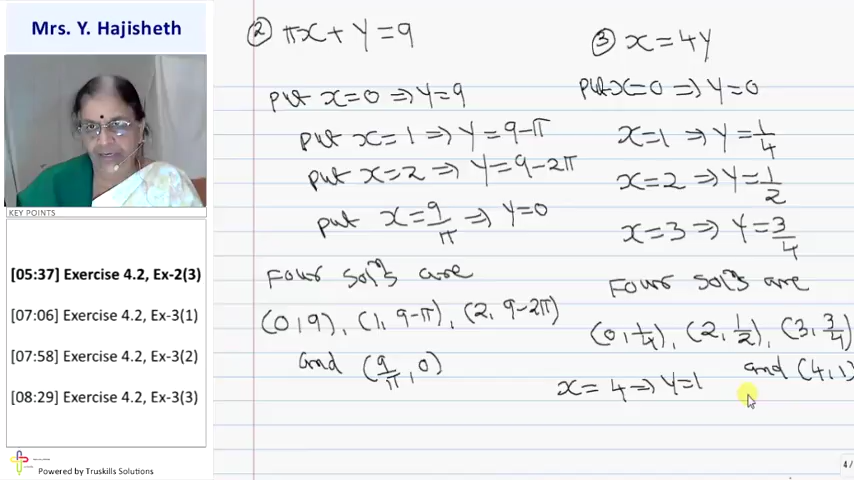 Mrs. Y. Hajisheth
KEY POINTS
[05:37] Exercise 4.2, Ex-2(3)
[07:06] Exercise 4.2, Ex-3(1)
[07:58] Exercise 4.2, Ex-3(2)
[08:29] Exercise 4.2, Ex-3(3)
Powered by Truskills Solutions
② πx + y = 9
put x = 0 ⇒ y = 9
put x = 1 ⇒ y = 9-π
put x = 2 ⇒ y = 9-2π
put x = 9/π ⇒ y = 0
Four solⁿs are
(0,9), (1, 9-π), (2, 9-2π)
and (9/π, 0)
③ x = 4y
put x = 0 ⇒ y = 0
x = 1 ⇒ y = 1/4
x = 2 ⇒ y = 1/2
x = 3 ⇒ y = 3/4
Four solⁿs are
(0, 1/4), (2, 1/2), (3, 3/4)
and (4,1)
x = 4 ⇒ y = 1
4/